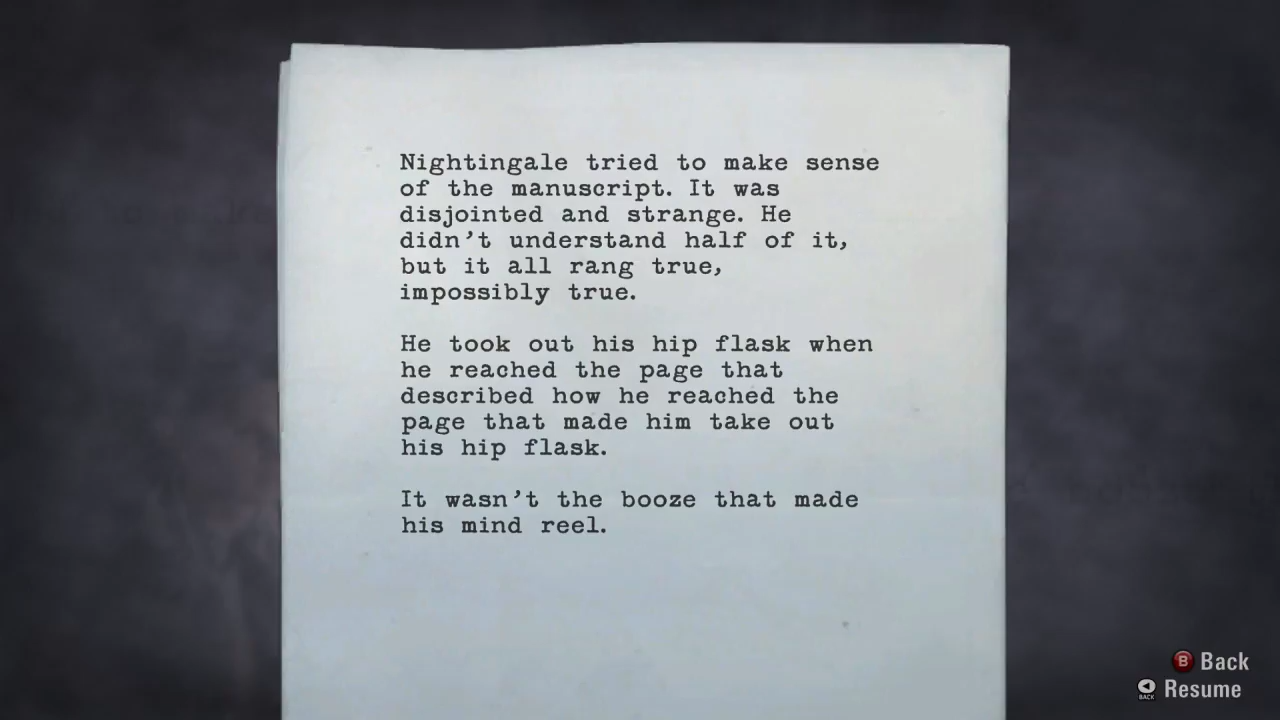 Nightingale tried to make sense
of the manuscript. It was
disjointed and strange. He
didn't understand half of it,
but it all rang true,
impossibly true.
He took out his hip flask when
he reached the page that
described how he reached the
page that made him take out
his hip flask.
It wasn't the booze that made
his mind reel.
B Back
BACK Resume